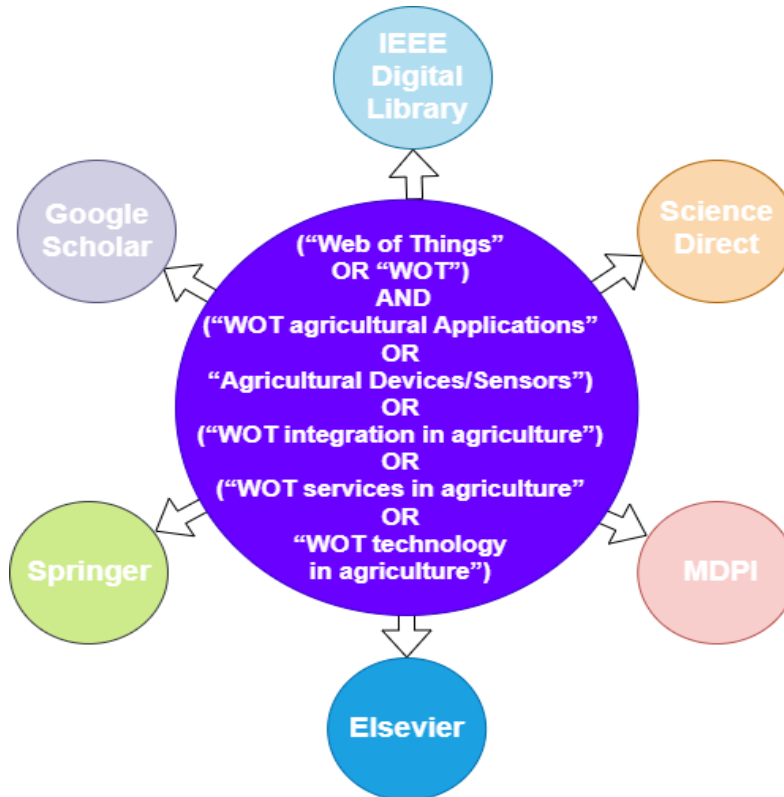 IEEE
Digital
Library
Google
Scholar
Science
Direct
(“Web of Things”
OR “WOT”)
AND
(“WOT agricultural Applications”
OR
“Agricultural Devices/Sensors”)
OR
(“WOT integration in agriculture”)
OR
(“WOT services in agriculture”
OR
“WOT technology
in agriculture”)
Springer
MDPI
Elsevier